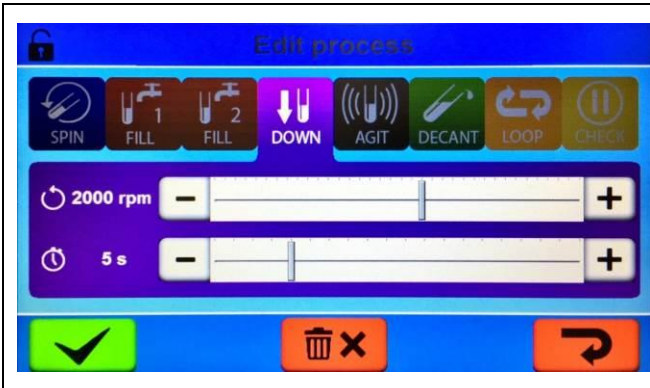 Edit process
SPIN
1 FILL
2 FILL
DOWN
AGIT
DECANT
LOOP
CHECK
2000 rpm − +
5 s − +